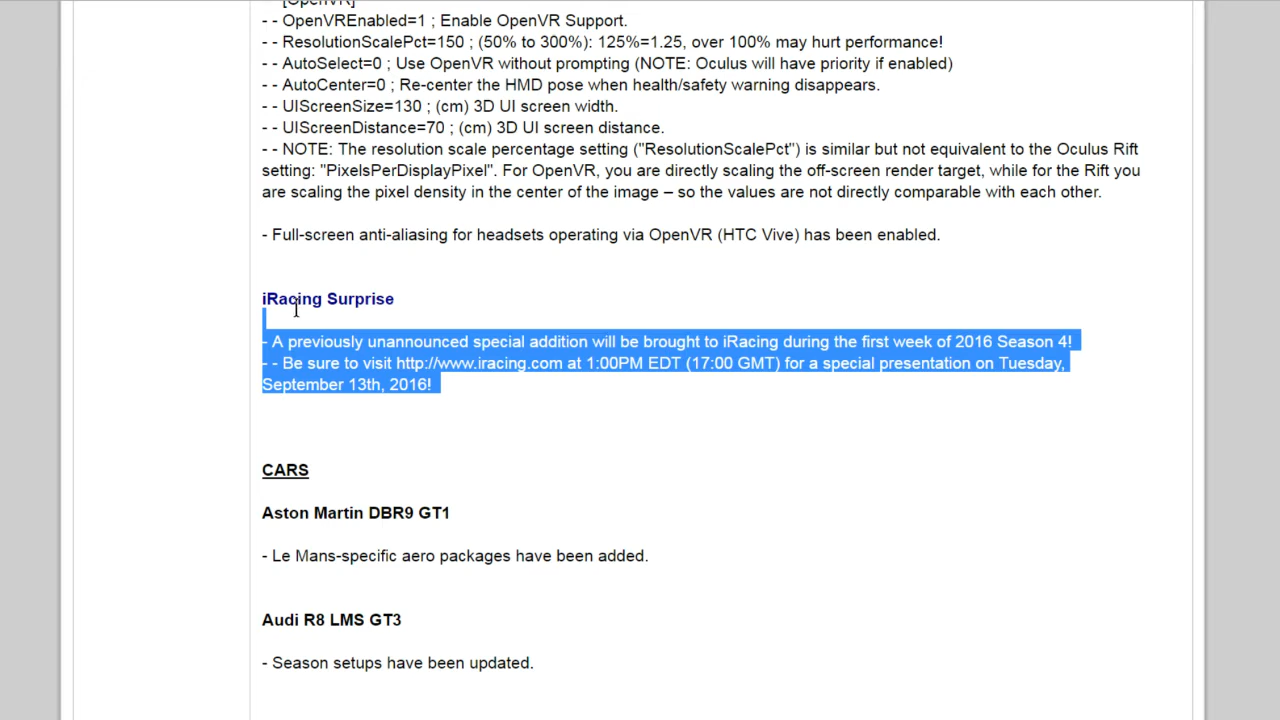 - - [OpenVR]
- - OpenVREnabled=1 ; Enable OpenVR Support.
- - ResolutionScalePct=150 ; (50% to 300%): 125%=1.25, over 100% may hurt performance!
- - AutoSelect=0 ; Use OpenVR without prompting (NOTE: Oculus will have priority if enabled)
- - AutoCenter=0 ; Re-center the HMD pose when health/safety warning disappears.
- - UIScreenSize=130 ; (cm) 3D UI screen width.
- - UIScreenDistance=70 ; (cm) 3D UI screen distance.
- - NOTE: The resolution scale percentage setting ("ResolutionScalePct") is similar but not equivalent to the Oculus Rift
setting: "PixelsPerDisplayPixel". For OpenVR, you are directly scaling the off-screen render target, while for the Rift you
are scaling the pixel density in the center of the image – so the values are not directly comparable with each other.
- Full-screen anti-aliasing for headsets operating via OpenVR (HTC Vive) has been enabled.
iRacing Surprise
- A previously unannounced special addition will be brought to iRacing during the first week of 2016 Season 4!
- - Be sure to visit http://www.iracing.com at 1:00PM EDT (17:00 GMT) for a special presentation on Tuesday,
September 13th, 2016!
CARS
Aston Martin DBR9 GT1
- Le Mans-specific aero packages have been added.
Audi R8 LMS GT3
- Season setups have been updated.